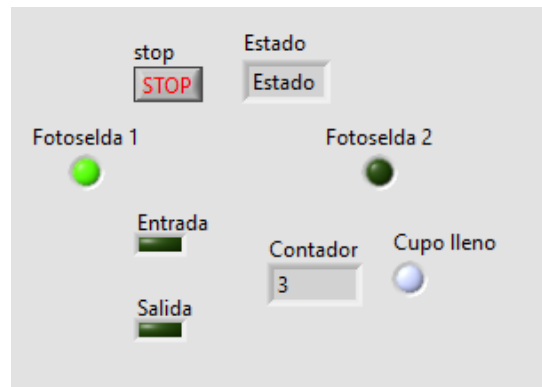 stop
STOP
Estado
Estado
Fotoselda 1
Fotoselda 2
Entrada
Contador
3
Cupo lleno
Salida